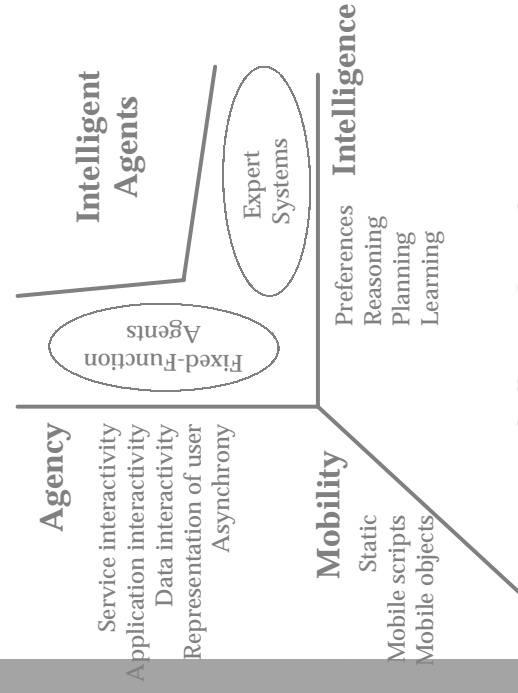 Agency
Service interactivity
Application interactivity
Data interactivity
Representation of user
Asynchrony
Fixed-Function
Agents
Intelligent
Agents
Expert
Systems
Intelligence
Preferences
Reasoning
Planning
Learning
Mobility
Static
Mobile scripts
Mobile objects